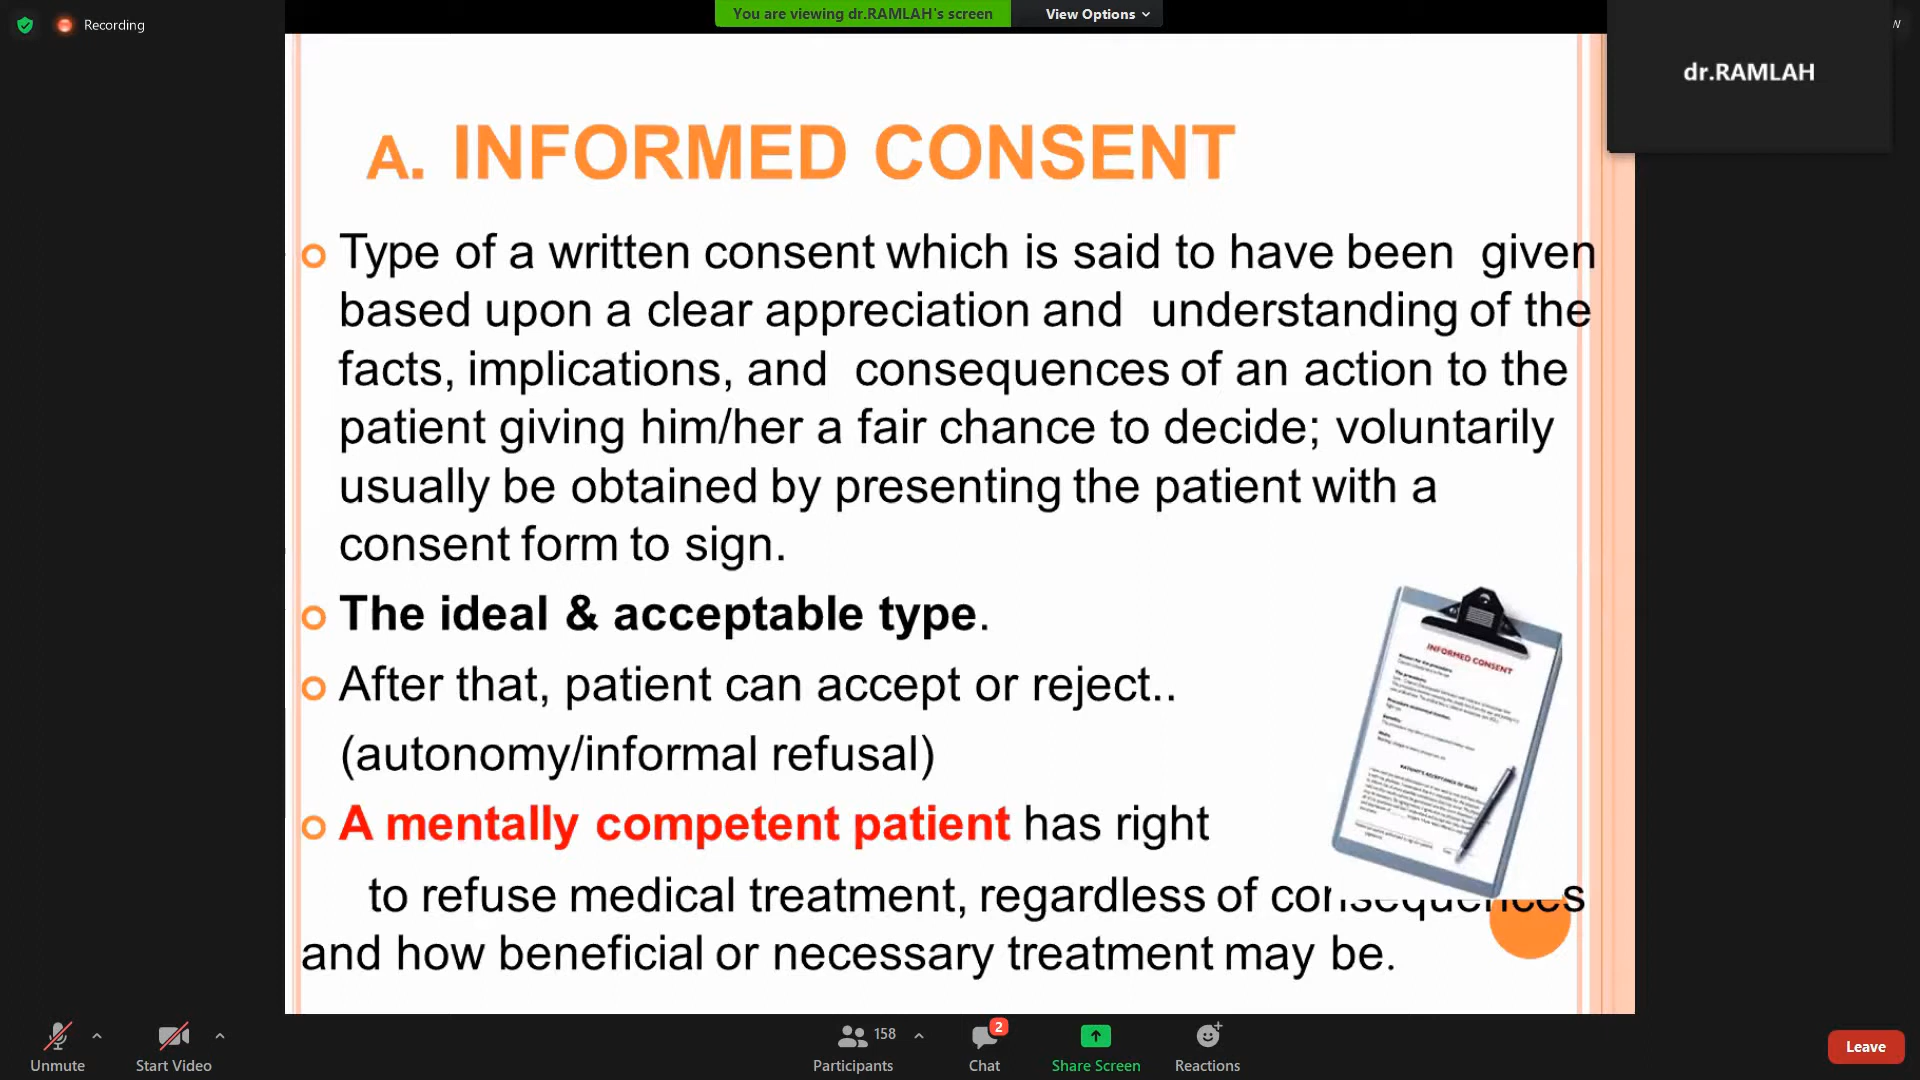 Recording
You are viewing dr.RAMLAH's screen
View Options
dr.RAMLAH
A. INFORMED CONSENT
Type of a written consent which is said to have been given
based upon a clear appreciation and understanding of the
facts, implications, and consequences of an action to the
patient giving him/her a fair chance to decide; voluntarily
usually be obtained by presenting the patient with a
consent form to sign.
The ideal & acceptable type.
After that, patient can accept or reject..
(autonomy/informal refusal)
A mentally competent patient has right
to refuse medical treatment, regardless of consequences
and how beneficial or necessary treatment may be.
INFORMED CONSENT
Unmute
Start Video
158
Participants
2
Chat
Share Screen
Reactions
Leave